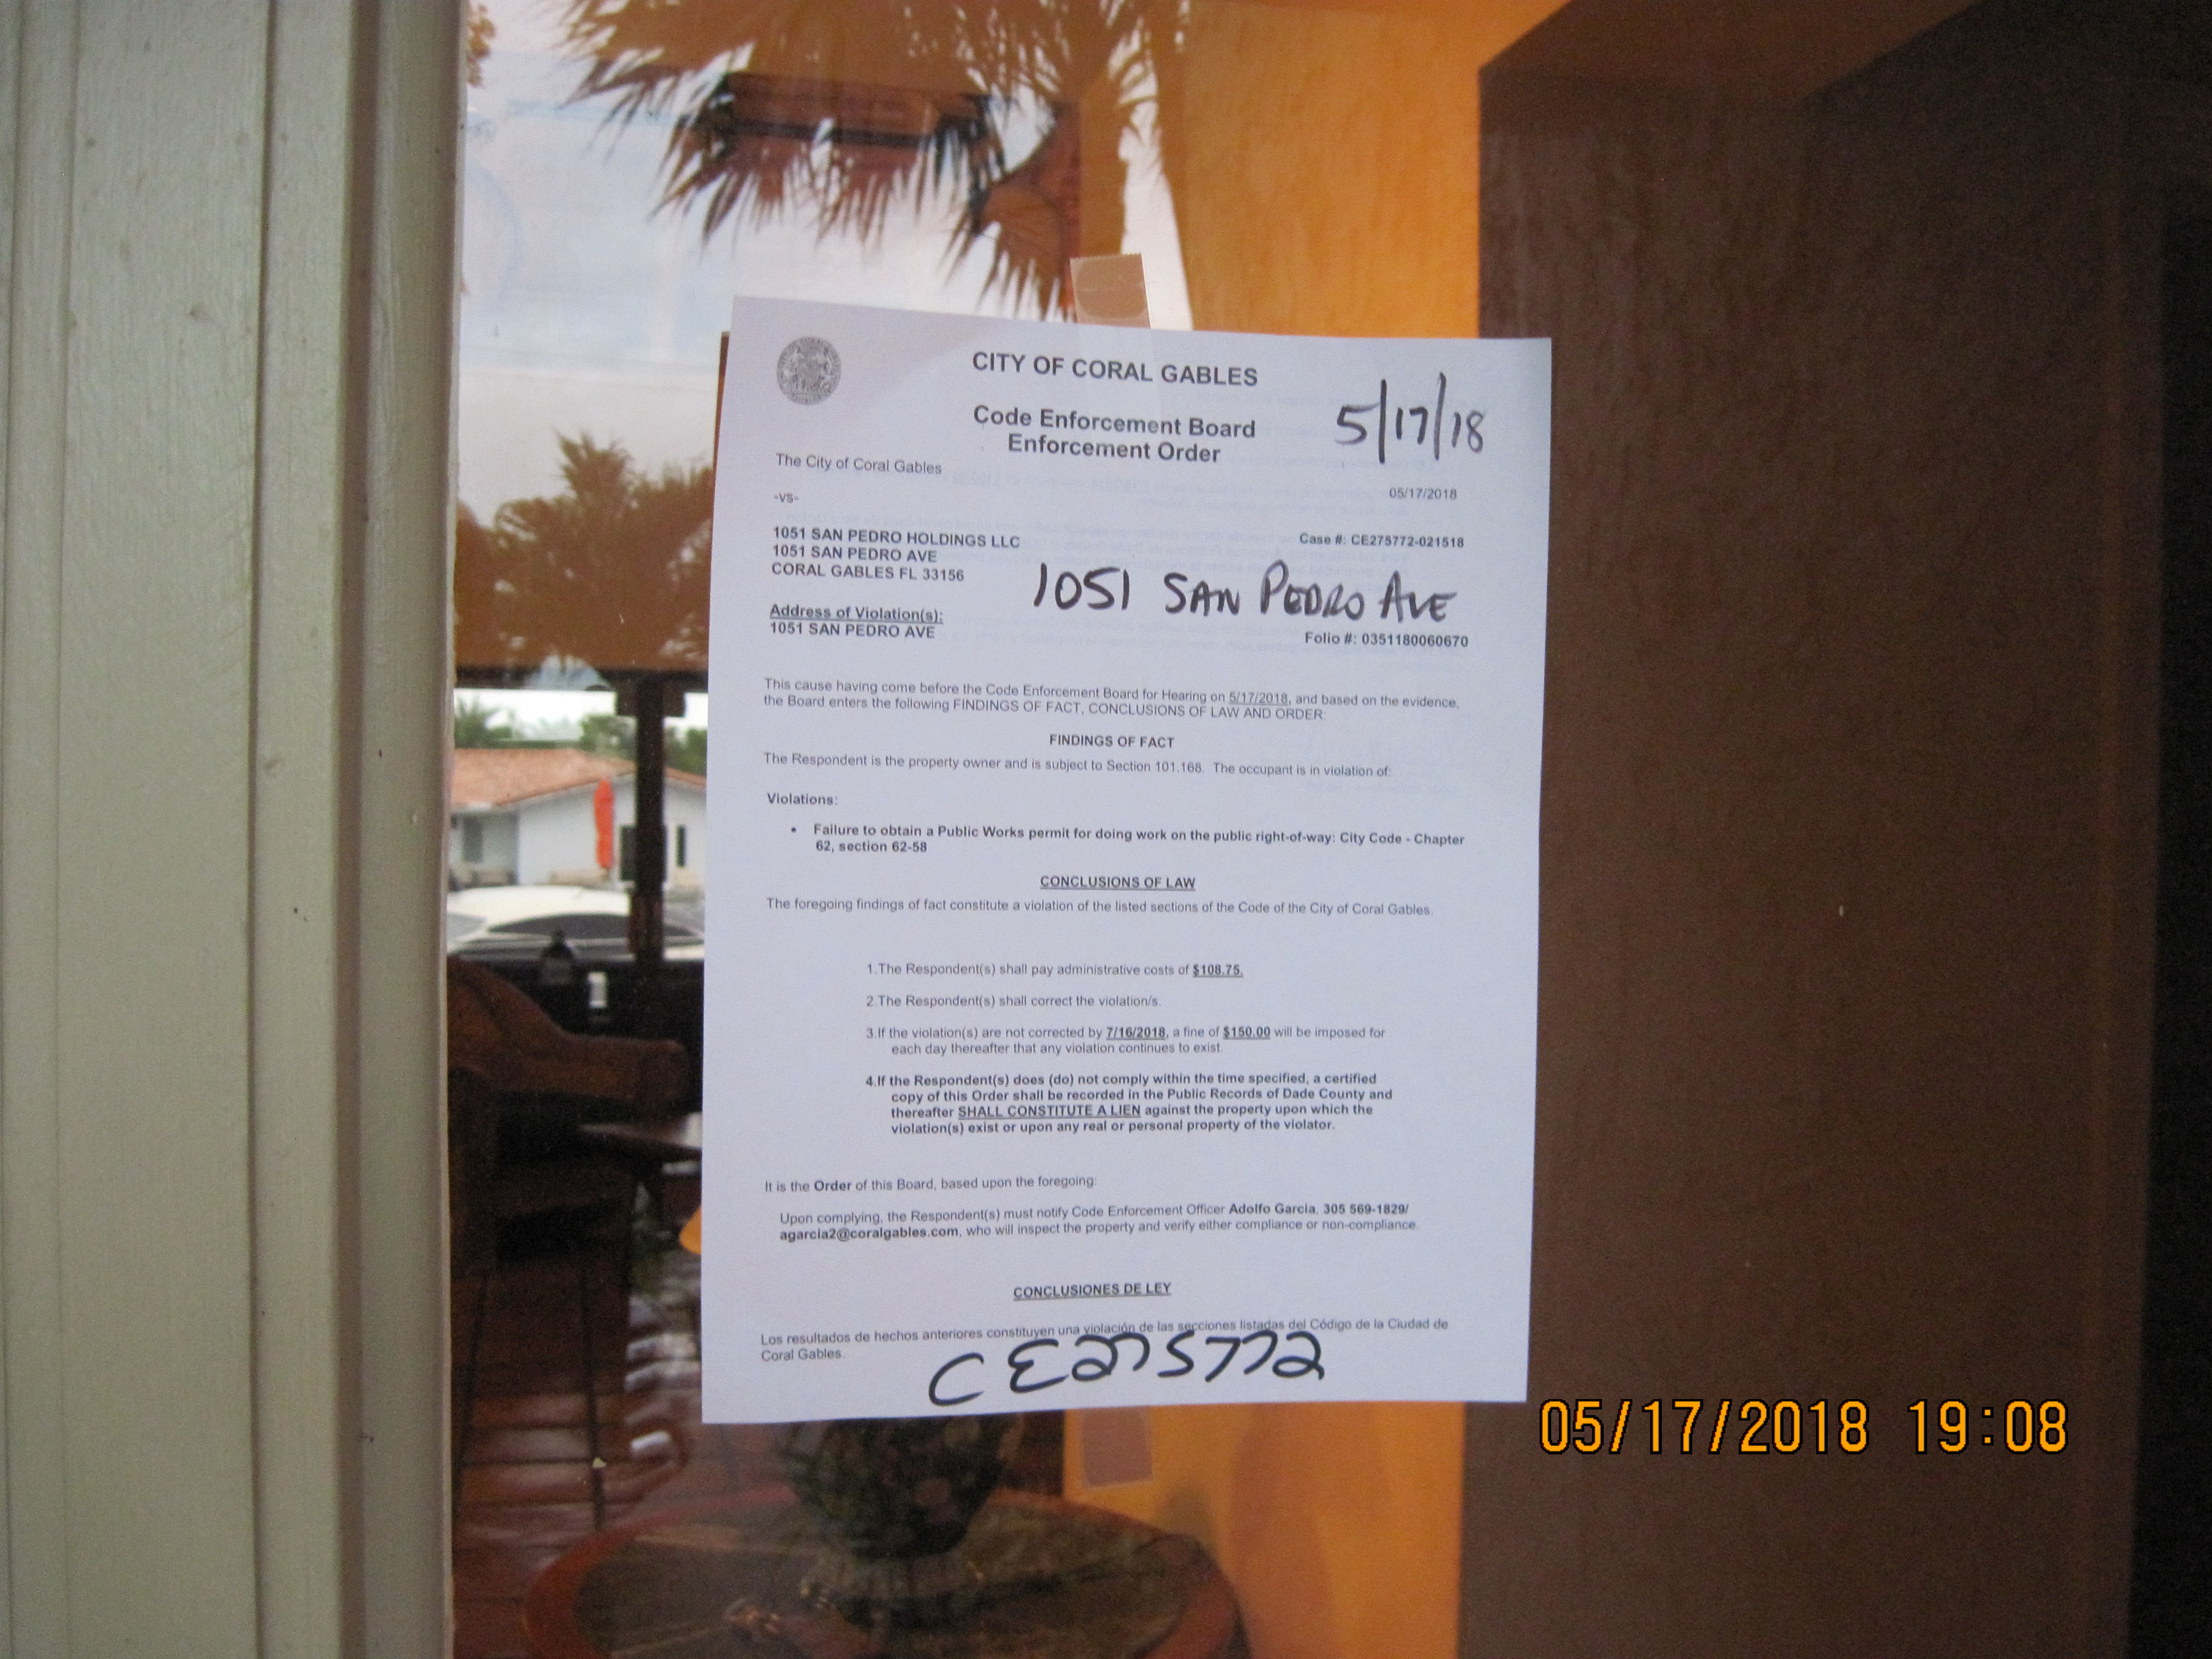 CITY OF CORAL GABLES
Code Enforcement Board
Enforcement Order
5/17/18
The City of Coral Gables
05/17/2018
-vs-
1051 SAN PEDRO HOLDINGS LLC
Case #: CE275772-021518
1051 SAN PEDRO AVE
CORAL GABLES FL 33156
1051 SAN PEDRO AVE
Address of Violation(s):
1051 SAN PEDRO AVE
Folio #: 0351180060670
This cause having come before the Code Enforcement Board for Hearing on 5/17/2018, and based on the evidence,
the Board enters the following FINDINGS OF FACT, CONCLUSIONS OF LAW AND ORDER:
FINDINGS OF FACT
The Respondent is the property owner and is subject to Section 101.168. The occupant is in violation of:
Violations:
• Failure to obtain a Public Works permit for doing work on the public right-of-way: City Code - Chapter
62, section 62-58
CONCLUSIONS OF LAW
The foregoing findings of fact constitute a violation of the listed sections of the Code of the City of Coral Gables.
1.The Respondent(s) shall pay administrative costs of $108.75.
2.The Respondent(s) shall correct the violation/s.
3.If the violation(s) are not corrected by 7/16/2018, a fine of $150.00 will be imposed for
each day thereafter that any violation continues to exist.
4.If the Respondent(s) does (do) not comply within the time specified, a certified
copy of this Order shall be recorded in the Public Records of Dade County and
thereafter SHALL CONSTITUTE A LIEN against the property upon which the
violation(s) exist or upon any real or personal property of the violator.
It is the Order of this Board, based upon the foregoing:
Upon complying, the Respondent(s) must notify Code Enforcement Officer Adolfo Garcia, 305 569-1829/
agarcia2@coralgables.com, who will inspect the property and verify either compliance or non-compliance.
CONCLUSIONES DE LEY
Los resultados de hechos anteriores constituyen una violación de las secciones listadas del Código de la Ciudad de
Coral Gables.
CE275772
05/17/2018 19:08